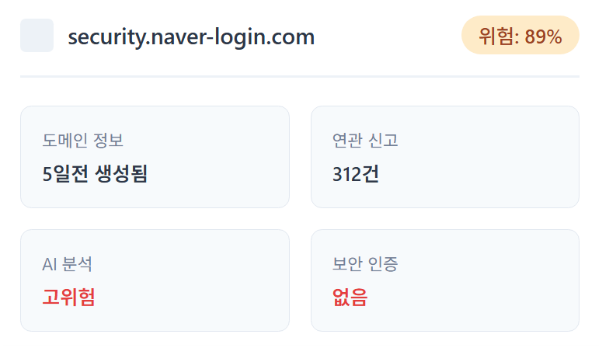 security.naver-login.com
위험: 89%
도메인 정보
5일전 생성됨
연관 신고
312건
AI 분석
고위험
보안 인증
없음